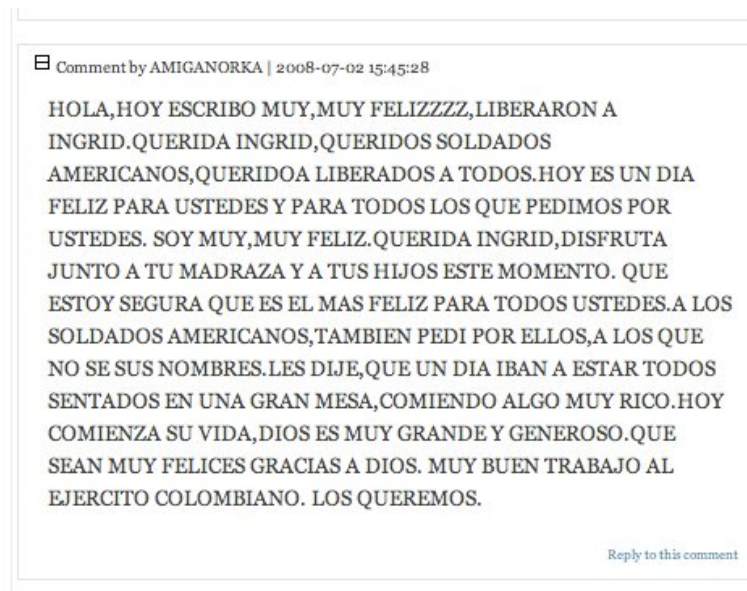 Comment by AMIGANORKA | 2008-07-02 15:45:28
HOLA,HOY ESCRIBO MUY,MUY FELIZZZZ,LIBERARON A
INGRID.QUERIDA INGRID,QUERIDOS SOLDADOS
AMERICANOS,QUERIDOA LIBERADOS A TODOS.HOY ES UN DIA
FELIZ PARA USTEDES Y PARA TODOS LOS QUE PEDIMOS POR
USTEDES. SOY MUY,MUY FELIZ.QUERIDA INGRID,DISFRUTA
JUNTO A TU MADRAZA Y A TUS HIJOS ESTE MOMENTO. QUE
ESTOY SEGURA QUE ES EL MAS FELIZ PARA TODOS USTEDES.A LOS
SOLDADOS AMERICANOS,TAMBIEN PEDI POR ELLOS,A LOS QUE
NO SE SUS NOMBRES.LES DIJE,QUE UN DIA IBAN A ESTAR TODOS
SENTADOS EN UNA GRAN MESA,COMIENDO ALGO MUY RICO.HOY
COMIENZA SU VIDA,DIOS ES MUY GRANDE Y GENEROSO.QUE
SEAN MUY FELICES GRACIAS A DIOS. MUY BUEN TRABAJO AL
EJERCITO COLOMBIANO. LOS QUEREMOS.
Reply to this comment